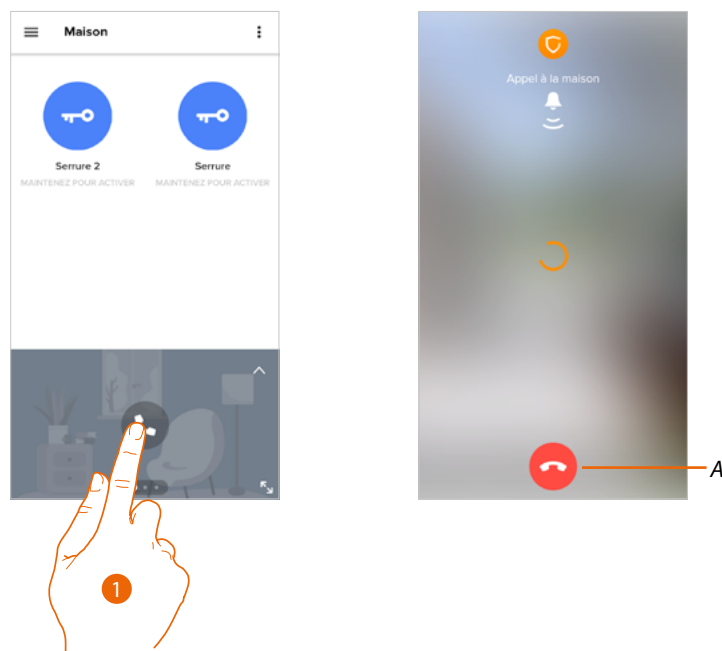 Maison
Serrure 2
MAINTENEZ POUR ACTIVER
Serrure
MAINTENEZ POUR ACTIVER
1
Appel à la maison
A